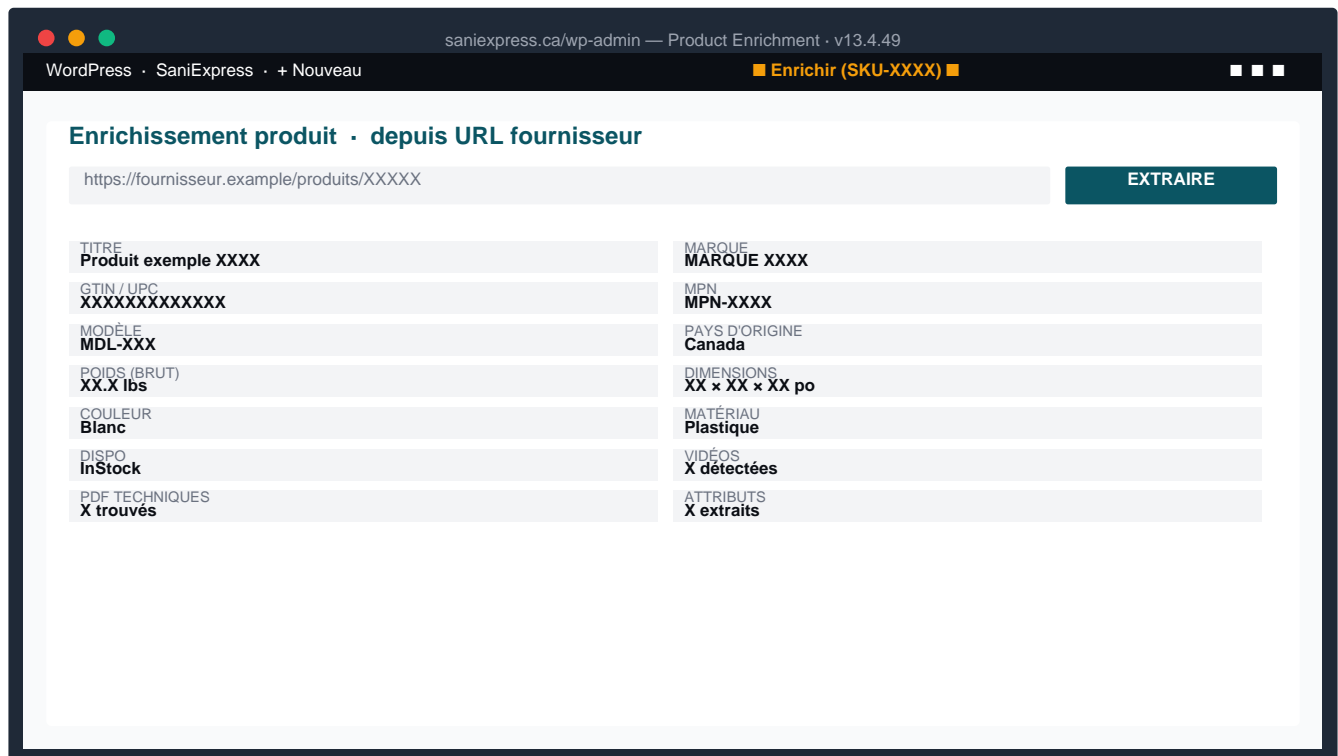 saniexpress.ca/wp-admin — Product Enrichment · v13.4.49
WordPress · SaniExpress · + Nouveau
■ Enrichir (SKU-XXXX) ■
■ ■ ■
Enrichissement produit · depuis URL fournisseur
https://fournisseur.example/produits/XXXXX
EXTRAIRE
TITRE
Produit exemple XXXX
MARQUE
MARQUE XXXX
GTIN / UPC
XXXXXXXXXXXXX
MPN
MPN-XXXX
MODÈLE
MDL-XXX
PAYS D'ORIGINE
Canada
POIDS (BRUT)
XX.X lbs
DIMENSIONS
XX × XX × XX po
COULEUR
Blanc
MATÉRIAU
Plastique
DISPO
InStock
VIDÉOS
X détectées
PDF TECHNIQUES
X trouvés
ATTRIBUTS
X extraits